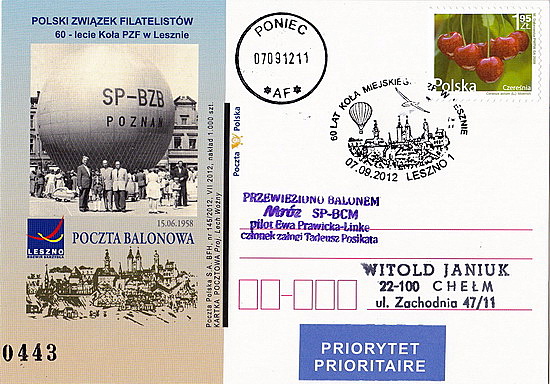 POLSKI ZWIĄZEK FILATELISTÓW
60 - lecie Koła PZF w Lesznie
SP-BZB
POZNAŃ
15.06.1958
LESZNO
POCZTA BALONOWA
0443
Poczta Polska
Poczta Polska S.A. BFil. nr 145/2012, VII 2012, nakład 1.000 szt.
KARTKA POCZTOWA Proj. Lech Woźny
PONIEC
07091211
*AF*
1,95
ZŁ
Polska
Czereśnia
60 LAT KOŁA MIEJSKIEGO PZF W LESZNIE
07.09.2012 LESZNO 1
PRZEWIEZIONO BALONEM
Mróz SP-BCM
pilot Ewa Prawicka-Linke
członek załogi Tadeusz Posikata
WITOLD JANIUK
22-100 CHEŁM
ul. Zachodnia 47/11
PRIORYTET
PRIORITAIRE